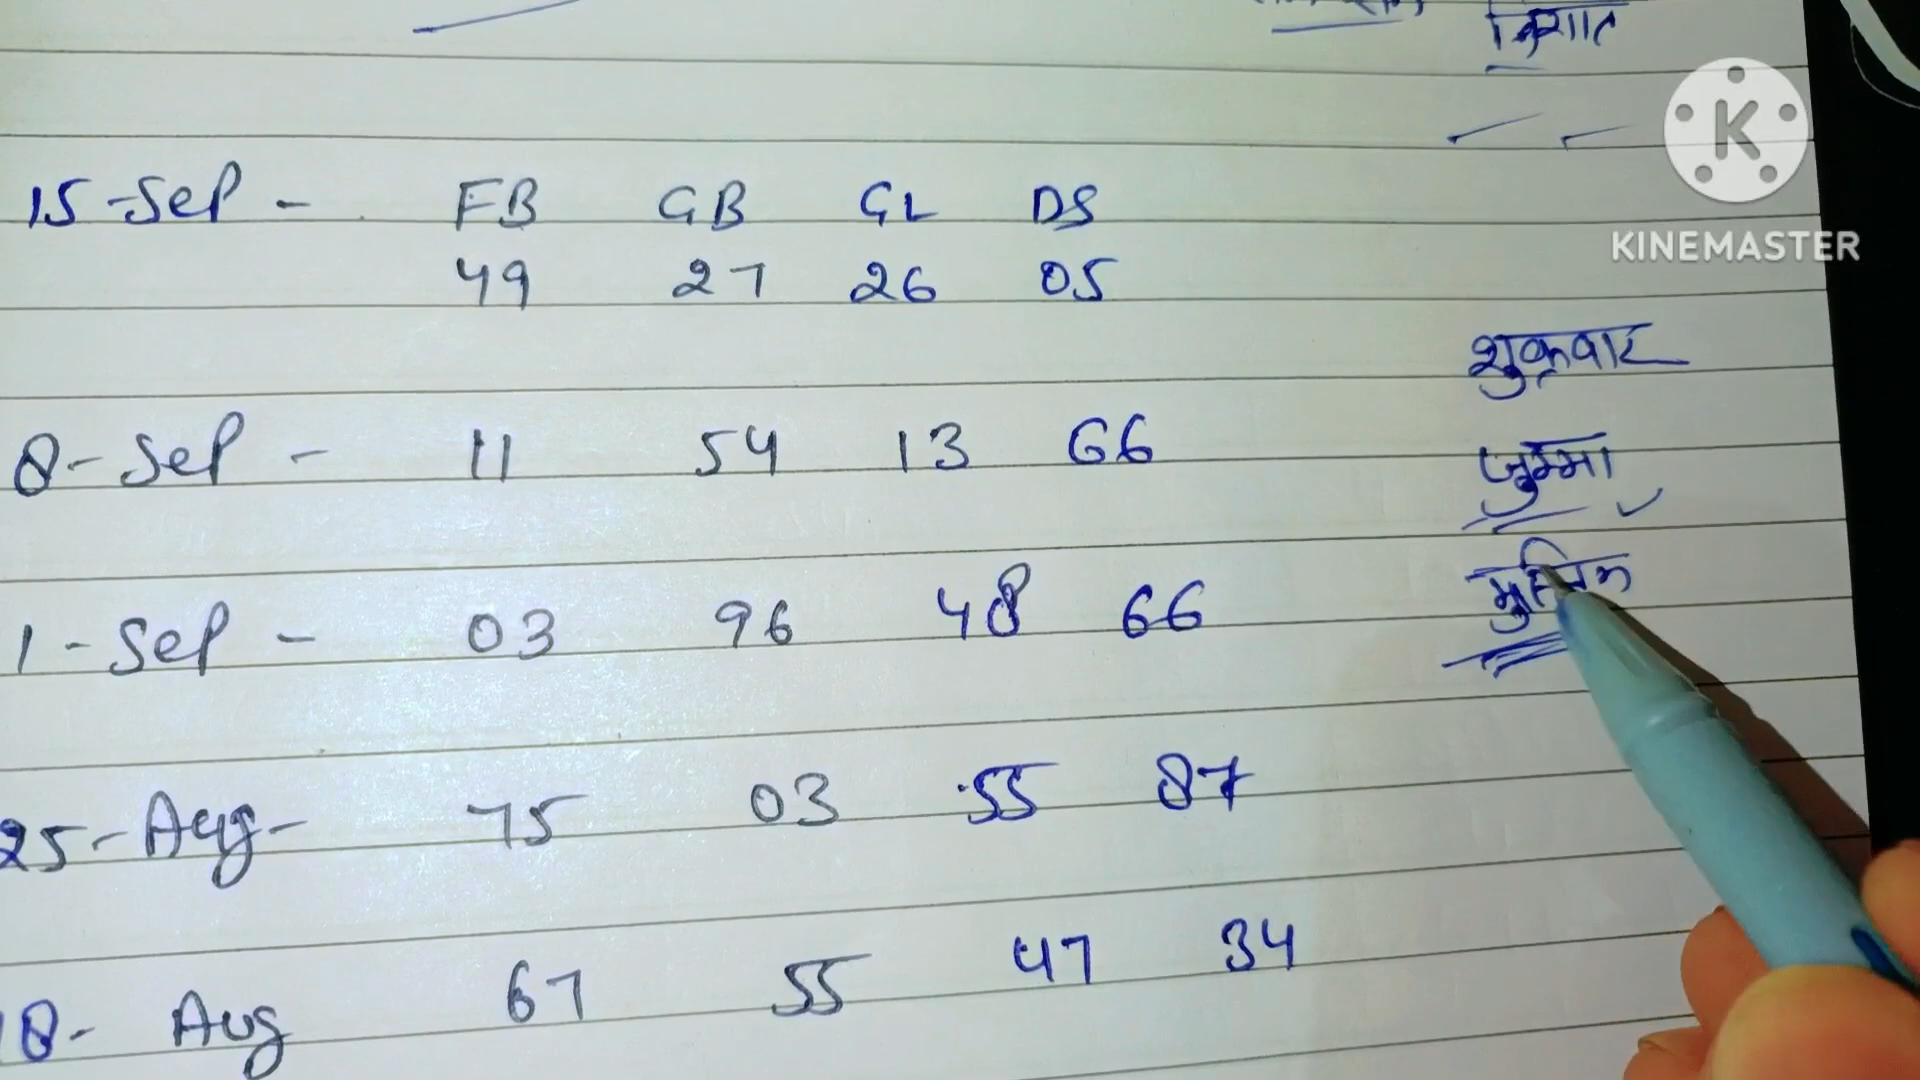 15-Sep - FB GB GL DS
49 27 26 05
KINEMASTER
शुक्रवार
8-Sep - 11 54 13 66
जुम्मा
1-Sep - 03 96 48 66
25-Aug- 75 03 55 87
18- Aug 67 55 47 34